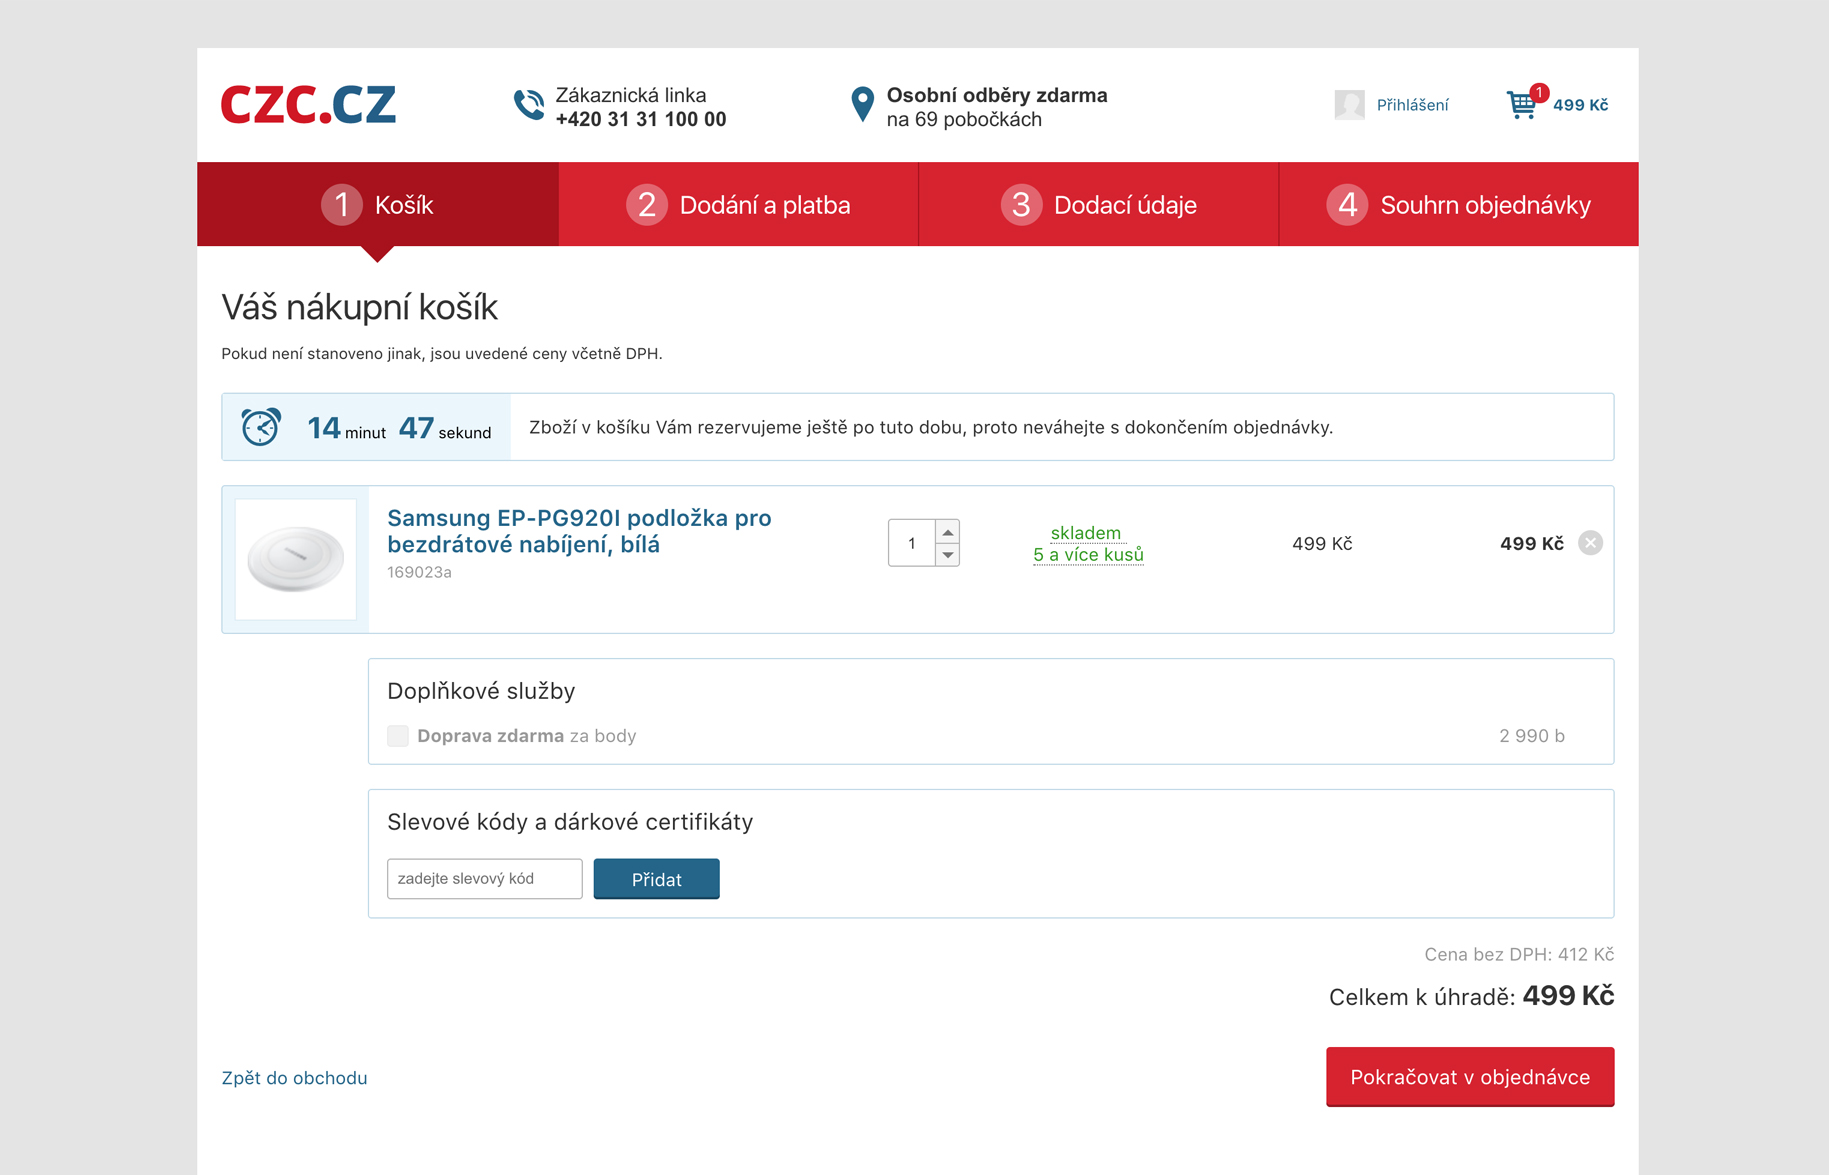 czc.cz
Zákaznická linka
+420 31 31 100 00
Osobní odběry zdarma
na 69 pobočkách
Přihlášení
1
499 Kč
1 Košík
2 Dodání a platba
3 Dodací údaje
4 Souhrn objednávky
Váš nákupní košík
Pokud není stanoveno jinak, jsou uvedené ceny včetně DPH.
14 minut 47 sekund
Zboží v košíku Vám rezervujeme ještě po tuto dobu, proto neváhejte s dokončením objednávky.
Samsung EP-PG920I podložka pro
bezdrátové nabíjení, bílá
169023a
1
skladem
5 a více kusů
499 Kč
499 Kč
Doplňkové služby
Doprava zdarma za body
2 990 b
Slevové kódy a dárkové certifikáty
zadejte slevový kód
Přidat
Cena bez DPH: 412 Kč
Celkem k úhradě: 499 Kč
Zpět do obchodu
Pokračovat v objednávce